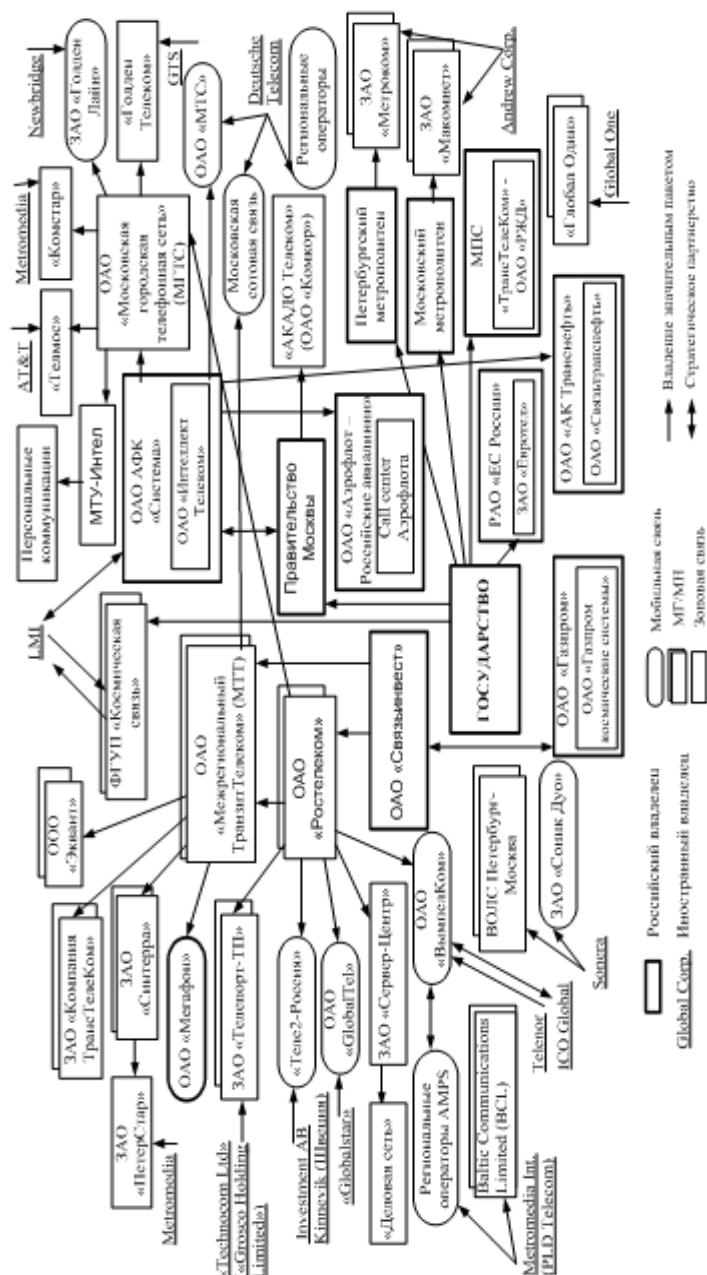 Newbridge
ЗАО «Голден
Лайн»
«Голден
Телеком»
GTS
Metromedia
«Комстар»
AT&T
«Телмос»
ОАО
«Московская
городская
телефонная сеть»
(МГТС)
ОАО «МТС»
Deutsche
Telecom
Региональные
операторы
Московская
сотовая связь
Персональные
коммуникации
МТУ-Интел
ОАО АФК
«Система»
ОАО «Интеллект
Телеком»
«АКАДО Телеком»
(ОАО «Комкор»)
ЗАО
«Метроком»
ЗАО
«Макомнет»
Andrew Corp.
Петербургский
метрополитен
Московский
метрополитен
LMI
ФГУП «Космическая
связь»
Правительство
Москвы
ОАО «Аэрофлот –
Российские авиалинии»
Call center
Аэрофлота
МПС
«ТрансТелеКом» -
ОАО «РЖД»
«Глобал Один»
Global One
ООО
«Эквант»
ОАО
«Межрегиональный
ТранзитТелеком» (МТТ)
ОАО
«Ростелеком»
ОАО «Связьинвест»
ГОСУДАРСТВО
РАО «ЕС России»
ЗАО «Евротел»
ОАО «АК Транснефть»
ОАО «Связьтранснефть»
ЗАО «Компания
ТрансТелеКом»
ЗАО
«Синтерра»
ЗАО
«ПетерСтар»
Metromedia
ОАО «Мегафон»
ЗАО «Телепорт-ТП»
«Technocom Ltd»
«Grosco Holding
Limited»)
«Теле2-Россия»
Investment AB
Kinnevik (Швеция)
ОАО
«GlobalTel»
«Globalstar»
ЗАО «Сервер-Центр»
«Деловая сеть»
ОАО
«ВымпелКом»
Региональные
операторы AMPS
Telenor
ICO Global
Baltic Communications
Limited (BCL)
Metromedia Int.
(PLD Telecom)
ВОЛС Петербург-
Москва
ЗАО «Соник Дуо»
Sonera
ОАО «Газпром»
ОАО «Газпром
космические системы»
Российский владелец
Global Corp.
Иностранный владелец
Мобильная связь
МГ/МН
Зоновая связь
Владение значительным пакетом
Стратегическое партнерство